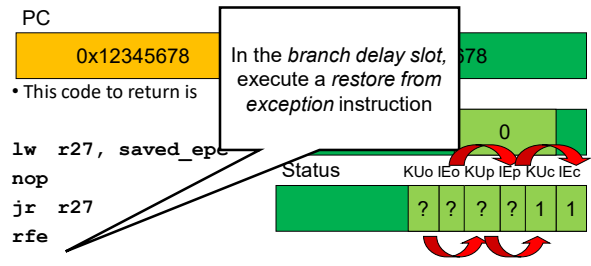 PC
0x12345678
678
In the branch delay slot,
execute a restore from
exception instruction
• This code to return is
0
lw r27, saved_epc
nop
jr r27
rfe
Status
KUo IEo KUp IEp KUc IEc
? ? ? ? 1 1